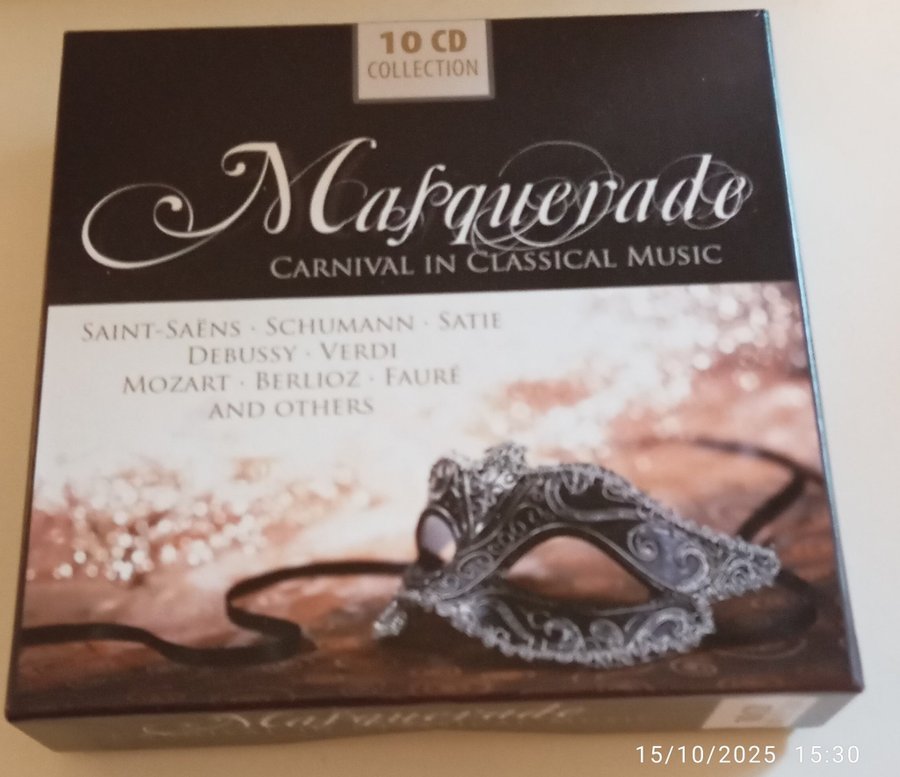 10 CD
COLLECTION
Masquerade
CARNIVAL IN CLASSICAL MUSIC
SAINT-SAËNS · SCHUMANN · SATIE
DEBUSSY · VERDI
MOZART · BERLIOZ · FAURÉ
AND OTHERS
Masquerade
15/10/2025 15:30